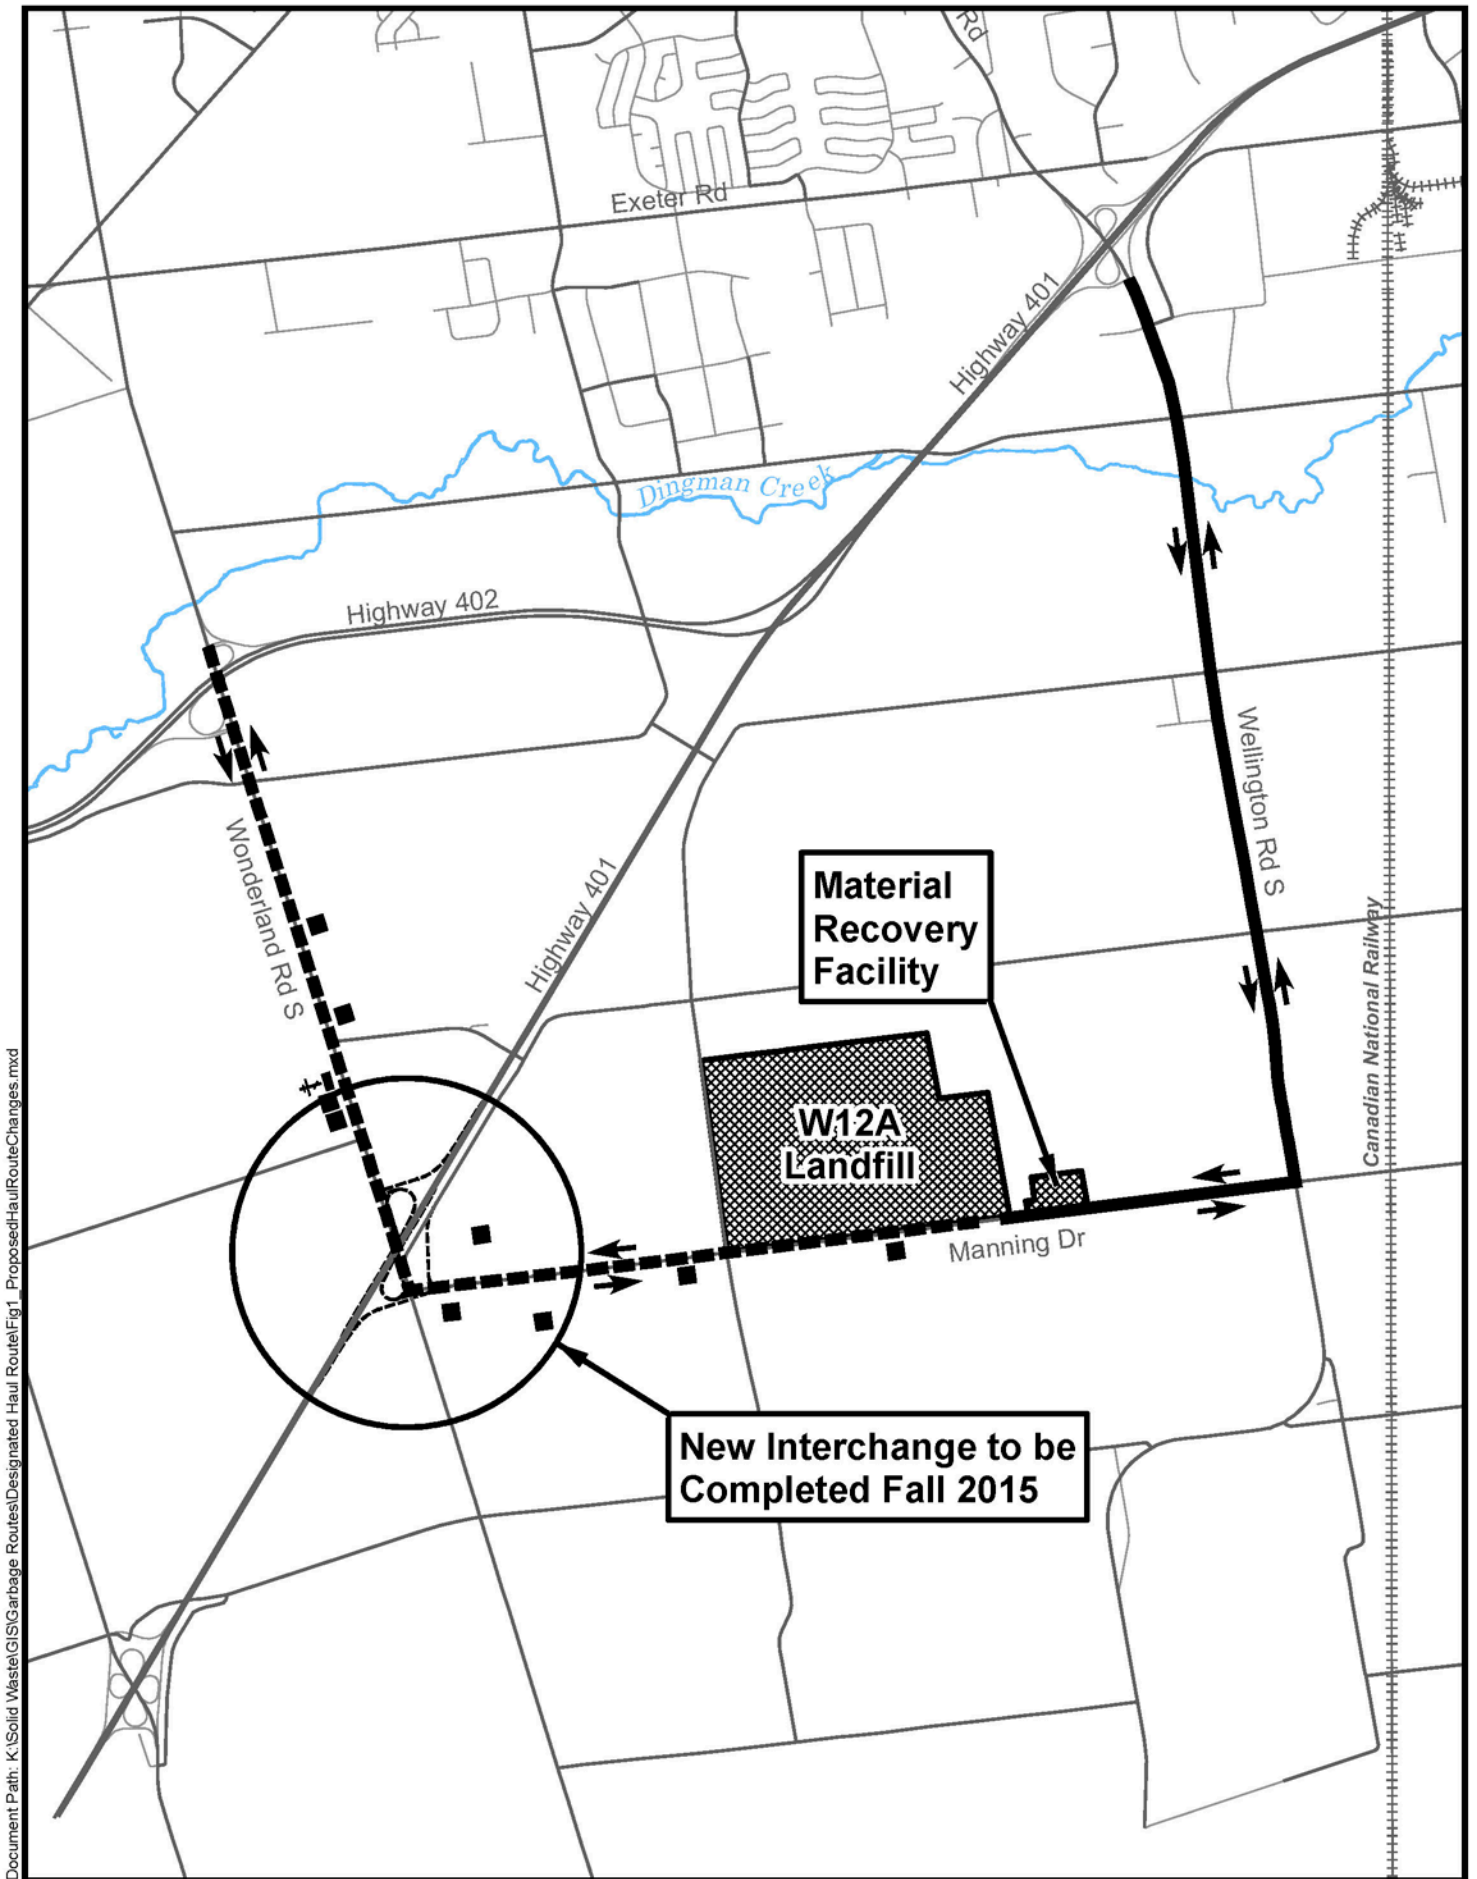 Rd
Exeter Rd
Highway 401
Dingman Creek
Highway 402
Wellington Rd S
Wonderland Rd S
Highway 401
Material
Recovery
Facility
Canadian National Railway
W12A
Landfill
Manning Dr
New Interchange to be
Completed Fall 2015
Document Path: K:\Solid Waste\GIS\Garbage Routes\Designated Haul Route\Fig1_ProposedHaulRouteChanges.mxd